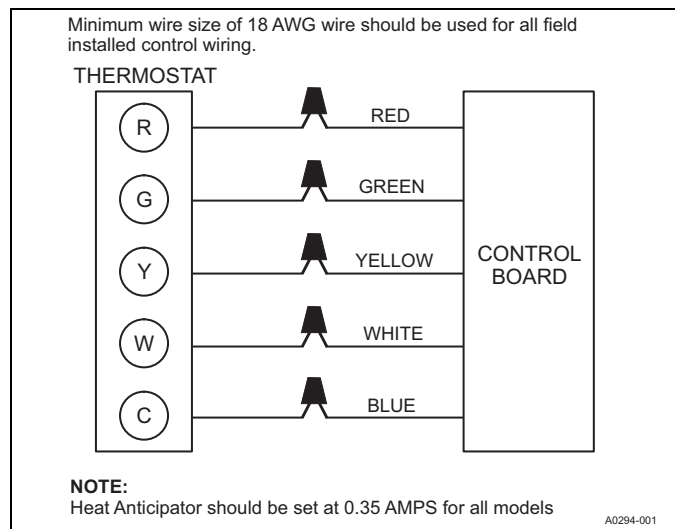 Minimum wire size of 18 AWG wire should be used for all field
installed control wiring.
THERMOSTAT
R
RED
G
GREEN
Y
YELLOW
CONTROL
BOARD
W
WHITE
C
BLUE
NOTE:
Heat Anticipator should be set at 0.35 AMPS for all models
A0294-001